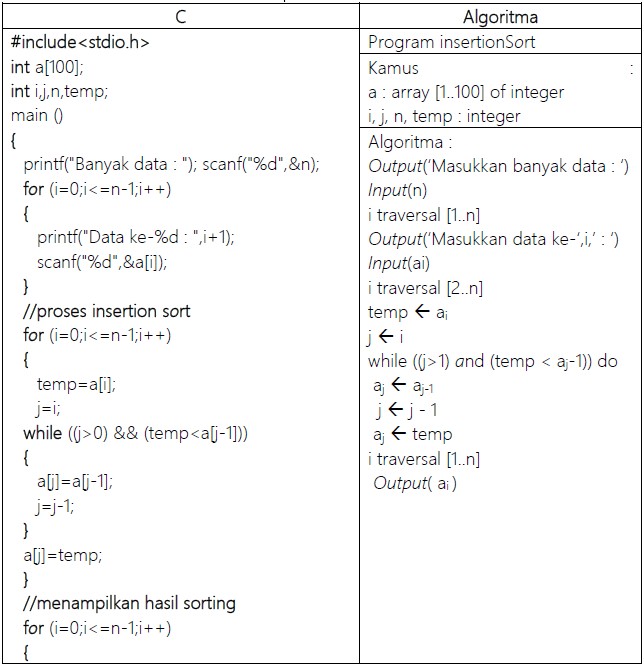 C
#include<stdio.h>
int a[100];
int i,j,n,temp;
main ()
{
printf("Banyak data : "); scanf("%d",&n);
for (i=0;i<=n-1;i++)
{
printf("Data ke-%d : ",i+1);
scanf("%d",&a[i]);
}
//proses insertion sort
for (i=0;i<=n-1;i++)
{
temp=a[i];
j=i;
while ((j>0) && (temp<a[j-1]))
{
a[j]=a[j-1];
j=j-1;
}
a[j]=temp;
}
//menampilkan hasil sorting
for (i=0;i<=n-1;i++)
{
Algoritma
Program insertionSort
Kamus :
a : array [1..100] of integer
i, j, n, temp : integer
Algoritma :
Output(‘Masukkan banyak data : ‘)
Input(n)
i traversal [1..n]
Output(‘Masukkan data ke-‘,i,’ : ‘)
Input(ai)
i traversal [2..n]
temp ← ai
j ← i
while ((j>1) and (temp < aj-1)) do
aj ← aj-1
j ← j - 1
aj ← temp
i traversal [1..n]
Output( ai )